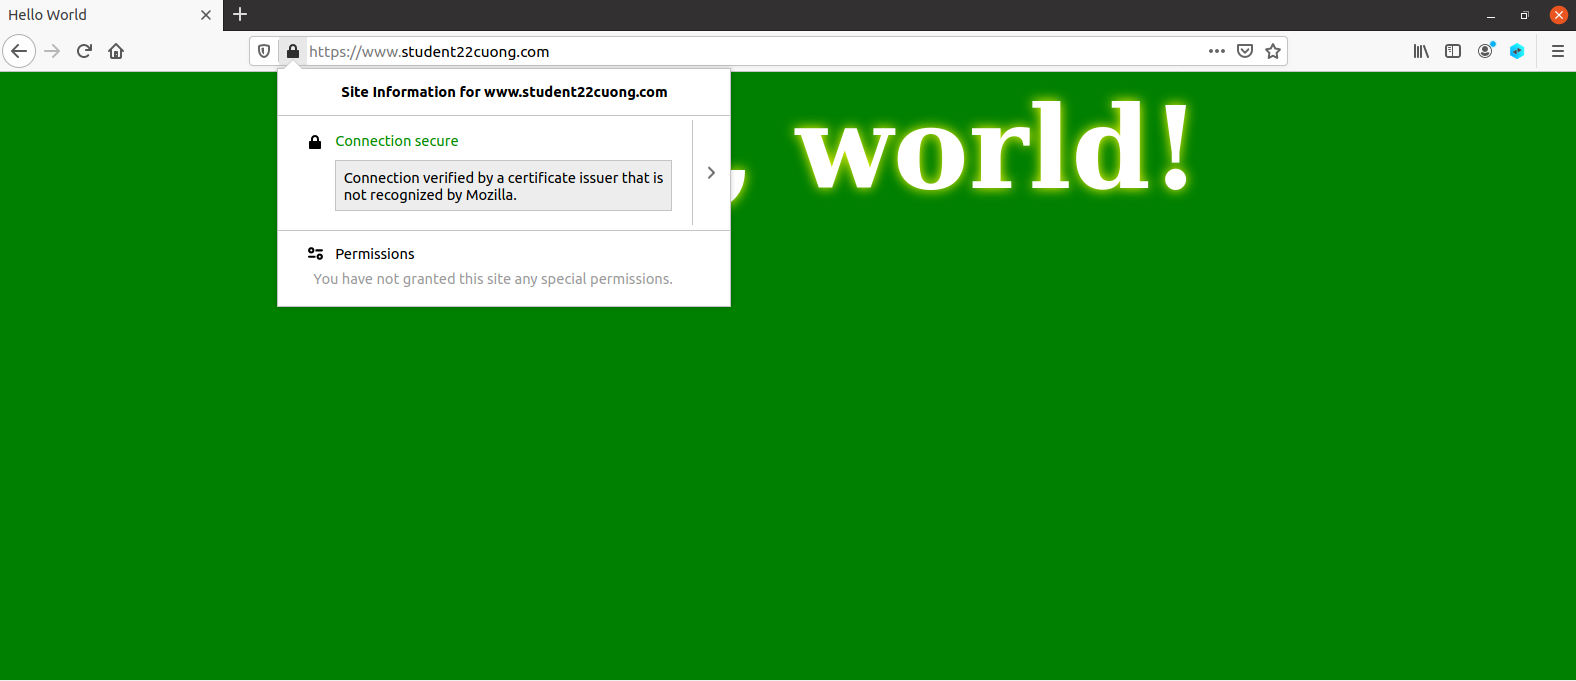 Hello World
https://www.student22cuong.com
Site Information for www.student22cuong.com
Connection secure
Connection verified by a certificate issuer that is
not recognized by Mozilla.
Permissions
You have not granted this site any special permissions.
, world!